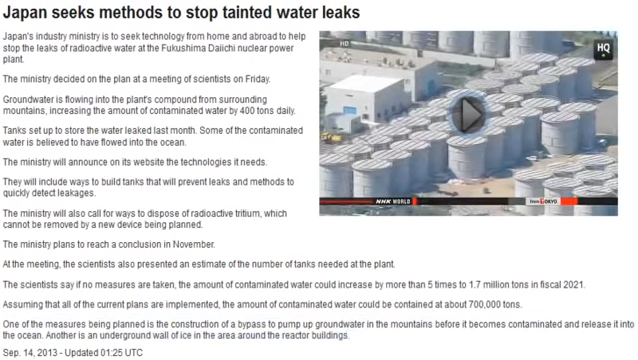 Japan seeks methods to stop tainted water leaks
Japan's industry ministry is to seek technology from home and abroad to help
stop the leaks of radioactive water at the Fukushima Daiichi nuclear power
plant.
The ministry decided on the plan at a meeting of scientists on Friday.
Groundwater is flowing into the plant's compound from surrounding
mountains, increasing the amount of contaminated water by 400 tons daily.
Tanks set up to store the water leaked last month. Some of the contaminated
water is believed to have flowed into the ocean.
The ministry will announce on its website the technologies it needs.
They will include ways to build tanks that will prevent leaks and methods to
quickly detect leakages.
The ministry will also call for ways to dispose of radioactive tritium, which
cannot be removed by a new device being planned.
The ministry plans to reach a conclusion in November.
HD
HQ
NHK WORLD
from TOKYO
At the meeting, the scientists also presented an estimate of the number of tanks needed at the plant.
The scientists say if no measures are taken, the amount of contaminated water could increase by more than 5 times to 1.7 million tons in fiscal 2021.
Assuming that all of the current plans are implemented, the amount of contaminated water could be contained at about 700,000 tons.
One of the measures being planned is the construction of a bypass to pump up groundwater in the mountains before it becomes contaminated and release it into
the ocean. Another is an underground wall of ice in the area around the reactor buildings.
Sep. 14, 2013 - Updated 01:25 UTC